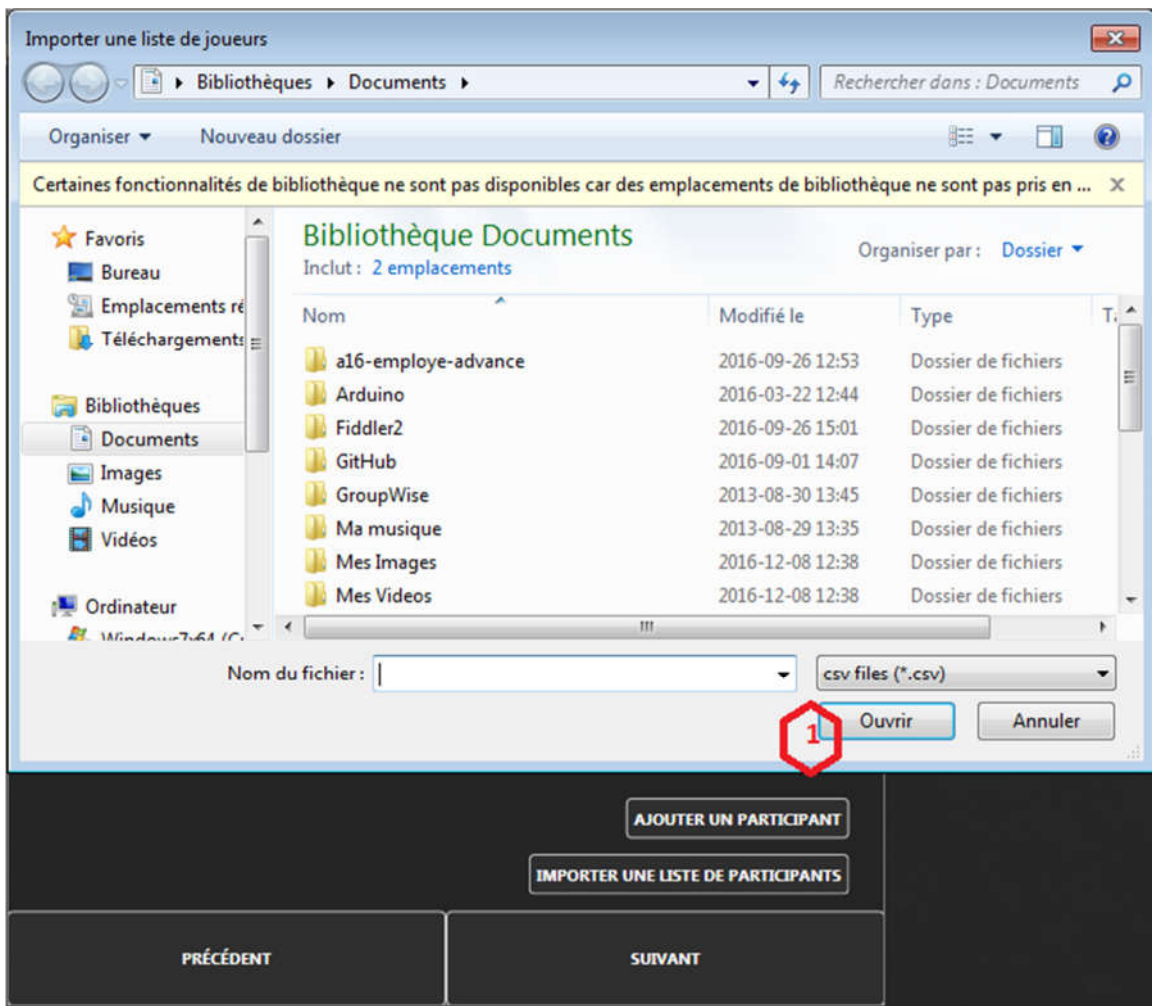 Importer une liste de joueurs
Bibliothèques Documents
Rechercher dans : Documents
Organiser Nouveau dossier
Certaines fonctionnalités de bibliothèque ne sont pas disponibles car des emplacements de bibliothèque ne sont pas pris en ...
Favoris
Bureau
Emplacements ré
Téléchargements
Bibliothèques
Documents
Images
Musique
Vidéos
Ordinateur
Windows7x64 (C:
Bibliothèque Documents
Inclut : 2 emplacements
Organiser par : Dossier
Nom Modifié le Type Ta
a16-employe-advance 2016-09-26 12:53 Dossier de fichiers
Arduino 2016-03-22 12:44 Dossier de fichiers
Fiddler2 2016-09-26 15:01 Dossier de fichiers
GitHub 2016-09-01 14:07 Dossier de fichiers
GroupWise 2013-08-30 13:45 Dossier de fichiers
Ma musique 2013-08-29 13:35 Dossier de fichiers
Mes Images 2016-12-08 12:38 Dossier de fichiers
Mes Videos 2016-12-08 12:38 Dossier de fichiers
Nom du fichier : csv files (*.csv)
1 Ouvrir Annuler
AJOUTER UN PARTICIPANT
IMPORTER UNE LISTE DE PARTICIPANTS
PRÉCÉDENT SUIVANT